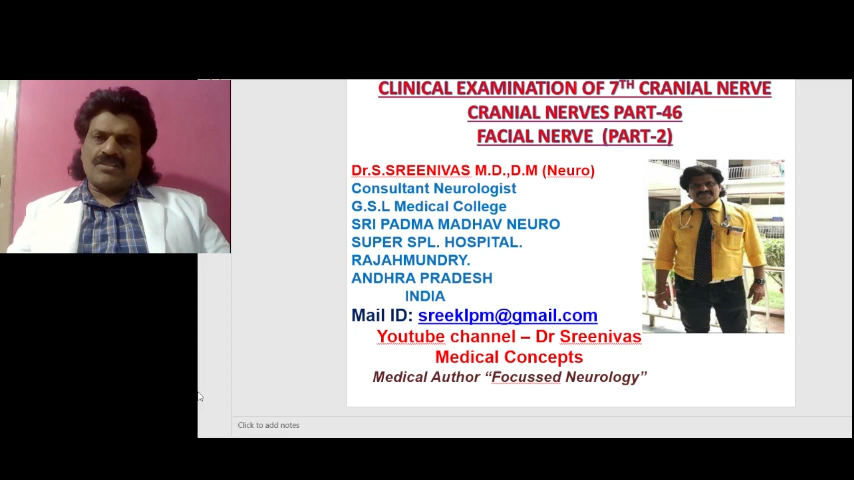 CLINICAL EXAMINATION OF 7TH CRANIAL NERVE
CRANIAL NERVES PART-46
FACIAL NERVE (PART-2)
Dr.S.SREENIVAS M.D.,D.M (Neuro)
Consultant Neurologist
G.S.L Medical College
SRI PADMA MADHAV NEURO
SUPER SPL. HOSPITAL.
RAJAHMUNDRY.
ANDHRA PRADESH
INDIA
Mail ID: sreeklpm@gmail.com
Youtube channel – Dr Sreenivas
Medical Concepts
Medical Author “Focussed Neurology”
Click to add notes